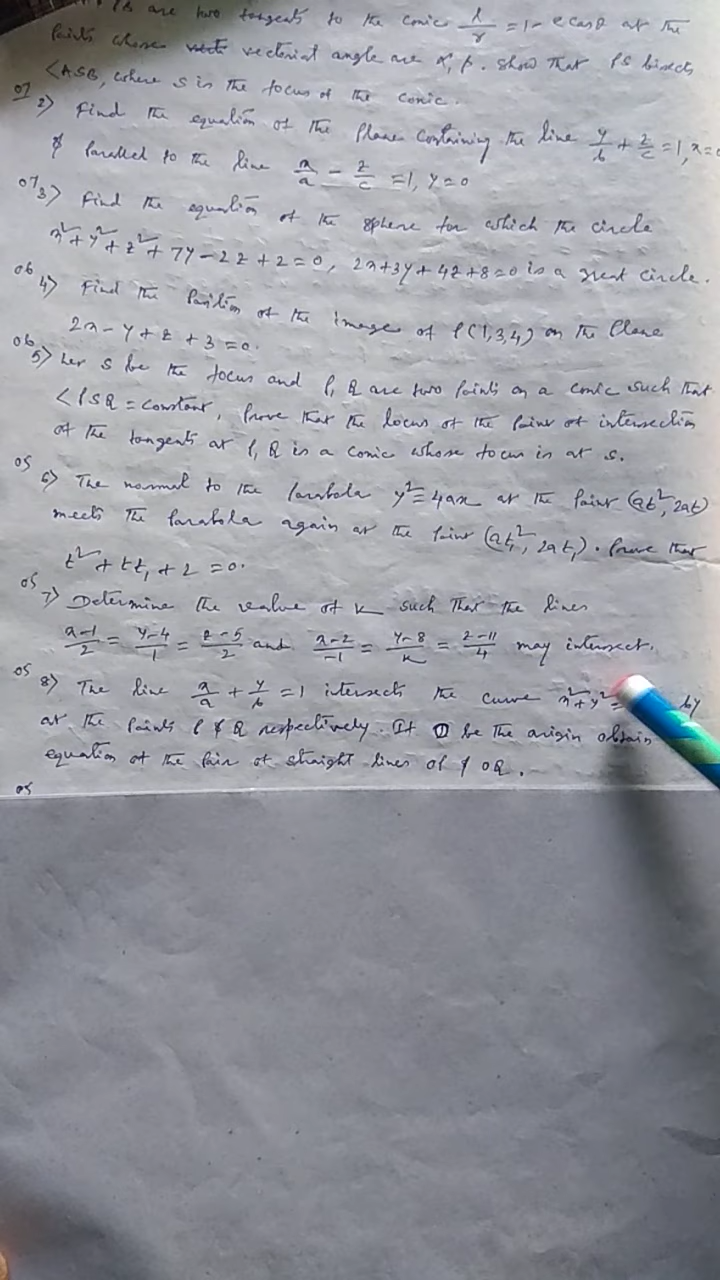 are two tangents to the conic l/r = 1 - e cosθ at the
Points whose vectorial angle are α, β. Show that PS bisects
<ASB, where S is the focus of the conic.
07
2) Find the equation of the Plane containing the line y/b + z/c = 1, x=0
& Parallel to the line x/a - z/c = 1, y=0
07
3) Find the equation of the sphere for which the circle
x²+y²+z²+7y-2z+2=0, 2x+3y+4z+8=0 is a great circle.
06
4) Find the Position of the image of P(1,3,4) on the Plane
2x-y+z+3=0.
06
5) Let S be the focus and P, Q are two Points on a conic such that
<PSQ = constant, Prove that the locus of the Point of intersection
of the tangents at P, Q is a conic whose focus is at S.
05
6) The normal to the Parabola y²=4ax at the Point (at², 2at)
meets the Parabola again at the Point (at₁², 2at₁). Prove that
t²+tt₁+2=0.
05
7) Determine the value of k such that the lines
x-1/2 = y-4/1 = z-5/2 and x-2/-1 = y-8/k = z-11/4 may intersect.
05
8) The line x/a + y/b = 1 intersects the curve x²+y²= by
at the Points P & Q respectively. If O be the origin obtain
equation of the Pair of straight lines OP & OQ.
05